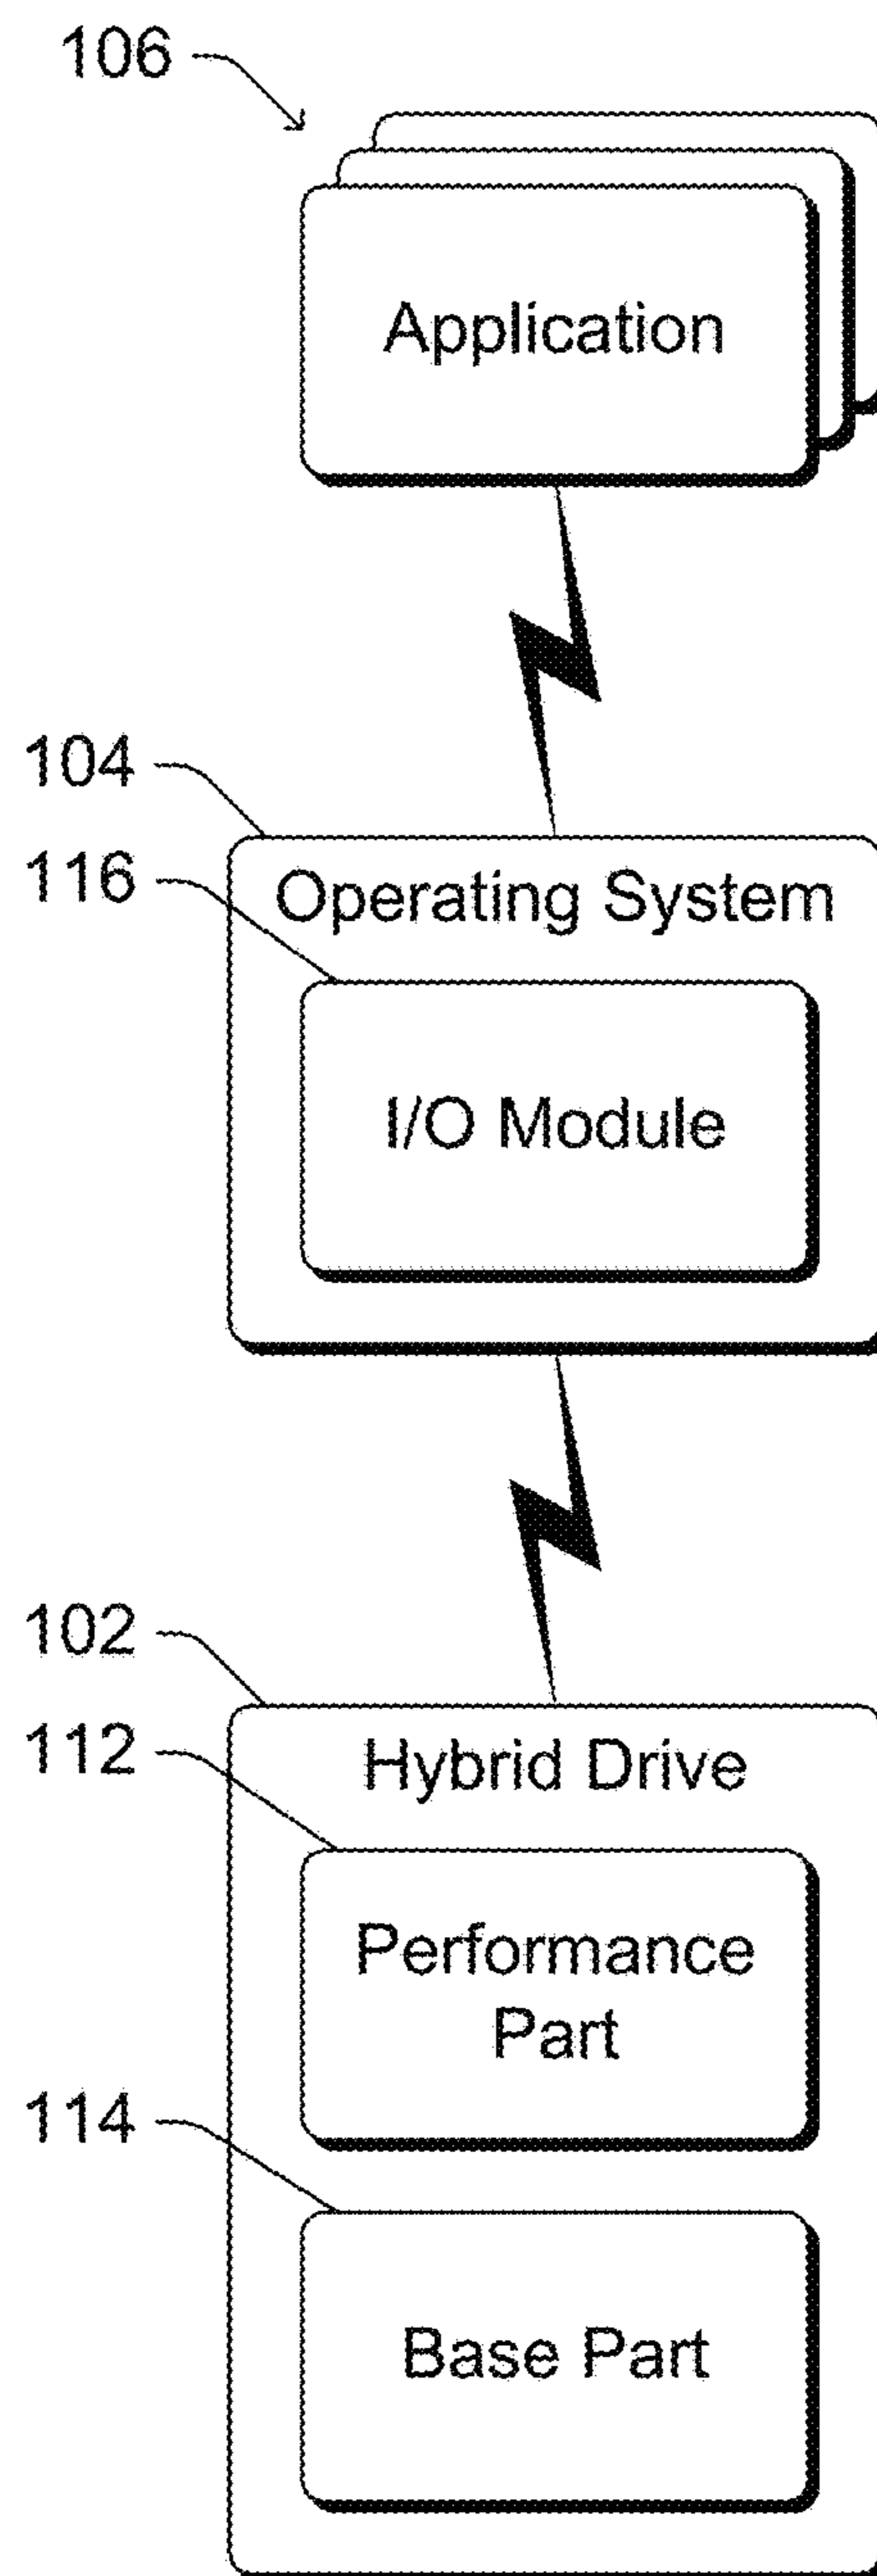 106
Application
104
116
Operating System
I/O Module
102
112
Hybrid Drive
Performance
Part
114
Base Part